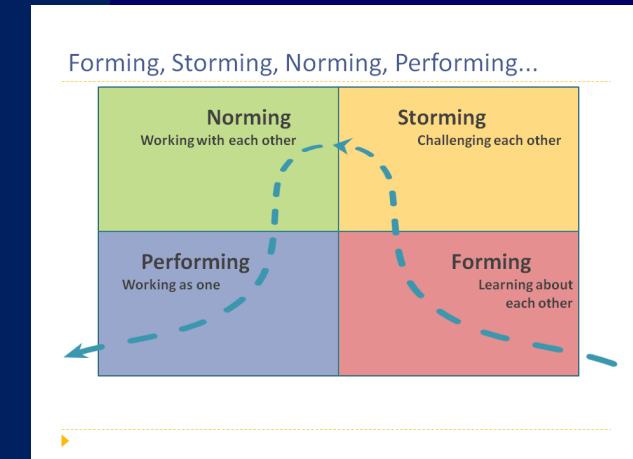 Forming, Storming, Norming, Performing...
Norming
Working with each other
Storming
Challenging each other
Performing
Working as one
Forming
Learning about
each other